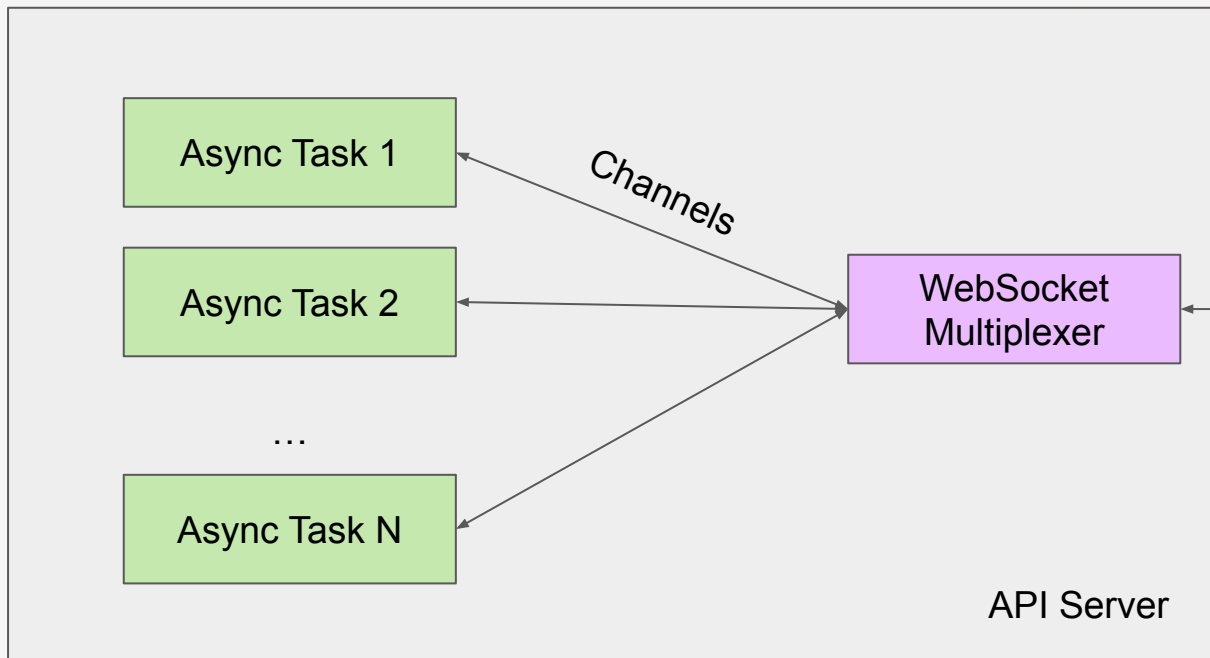 Async Task 1
Channels
Async Task 2
WebSocket
Multiplexer
...
Async Task N
API Server